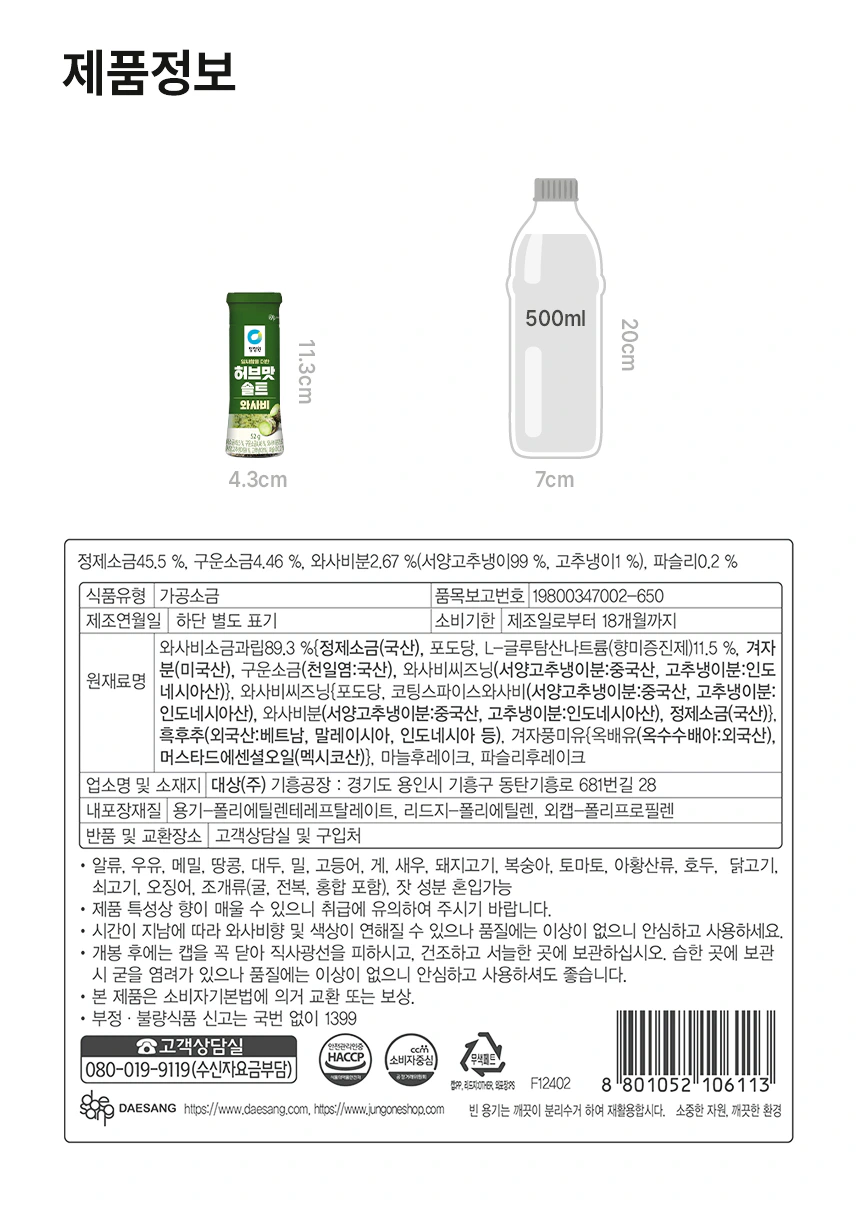 제품정보
청정원
허브맛
솔트
와사비
52 g
11.3cm
4.3cm
500ml
20cm
7cm
정제소금45.5 %, 구운소금4.46 %, 와사비분2.67 %(서양고추냉이99 %, 고추냉이1 %), 파슬리0.2 %
식품유형 가공소금 품목보고번호 19800347002-650
제조연월일 하단 별도 표기 소비기한 제조일로부터 18개월까지
원재료명
와사비소금과립89.3 %{정제소금(국산), 포도당, L-글루탐산나트륨(향미증진제)11.5 %, 겨자
분(미국산), 구운소금(천일염:국산), 와사비씨즈닝(서양고추냉이분:중국산, 고추냉이분:인도
네시아산)}, 와사비씨즈닝{포도당, 코팅스파이스와사비(서양고추냉이분:중국산, 고추냉이분:
인도네시아산), 와사비분(서양고추냉이분:중국산, 고추냉이분:인도네시아산), 정제소금(국산)},
흑후추(외국산:베트남, 말레이시아, 인도네시아 등), 겨자풍미유{옥배유(옥수수배아:외국산),
머스타드에센셜오일(멕시코산)}, 마늘후레이크, 파슬리후레이크
업소명 및 소재지 대상(주) 기흥공장 : 경기도 용인시 기흥구 동탄기흥로 681번길 28
내포장재질 용기-폴리에틸렌테레프탈레이트, 리드지-폴리에틸렌, 외캡-폴리프로필렌
반품 및 교환장소 고객상담실 및 구입처
• 알류, 우유, 메밀, 땅콩, 대두, 밀, 고등어, 게, 새우, 돼지고기, 복숭아, 토마토, 아황산류, 호두, 닭고기,
쇠고기, 오징어, 조개류(굴, 전복, 홍합 포함), 잣 성분 혼입가능
• 제품 특성상 향이 매울 수 있으니 취급에 유의하여 주시기 바랍니다.
• 시간이 지남에 따라 와사비향 및 색상이 연해질 수 있으나 품질에는 이상이 없으니 안심하고 사용하세요.
• 개봉 후에는 캡을 꼭 닫아 직사광선을 피하시고, 건조하고 서늘한 곳에 보관하십시오. 습한 곳에 보관
시 굳을 염려가 있으나 품질에는 이상이 없으니 안심하고 사용하셔도 좋습니다.
• 본 제품은 소비자기본법에 의거 교환 또는 보상.
• 부정 · 불량식품 신고는 국번 없이 1399
☎고객상담실
080-019-9119(수신자요금부담)
안전관리인증
HACCP
식품의약품안전처
ccm
소비자중심
공정거래위원회
무색페트
캡PP, 리드지:OTHER, 외포장:PS
F12402
8 801052 106113
daesang DAESANG https://www.daesang.com, https://www.jungoneshop.com
빈 용기는 깨끗이 분리수거 하여 재활용합시다. 소중한 자원, 깨끗한 환경